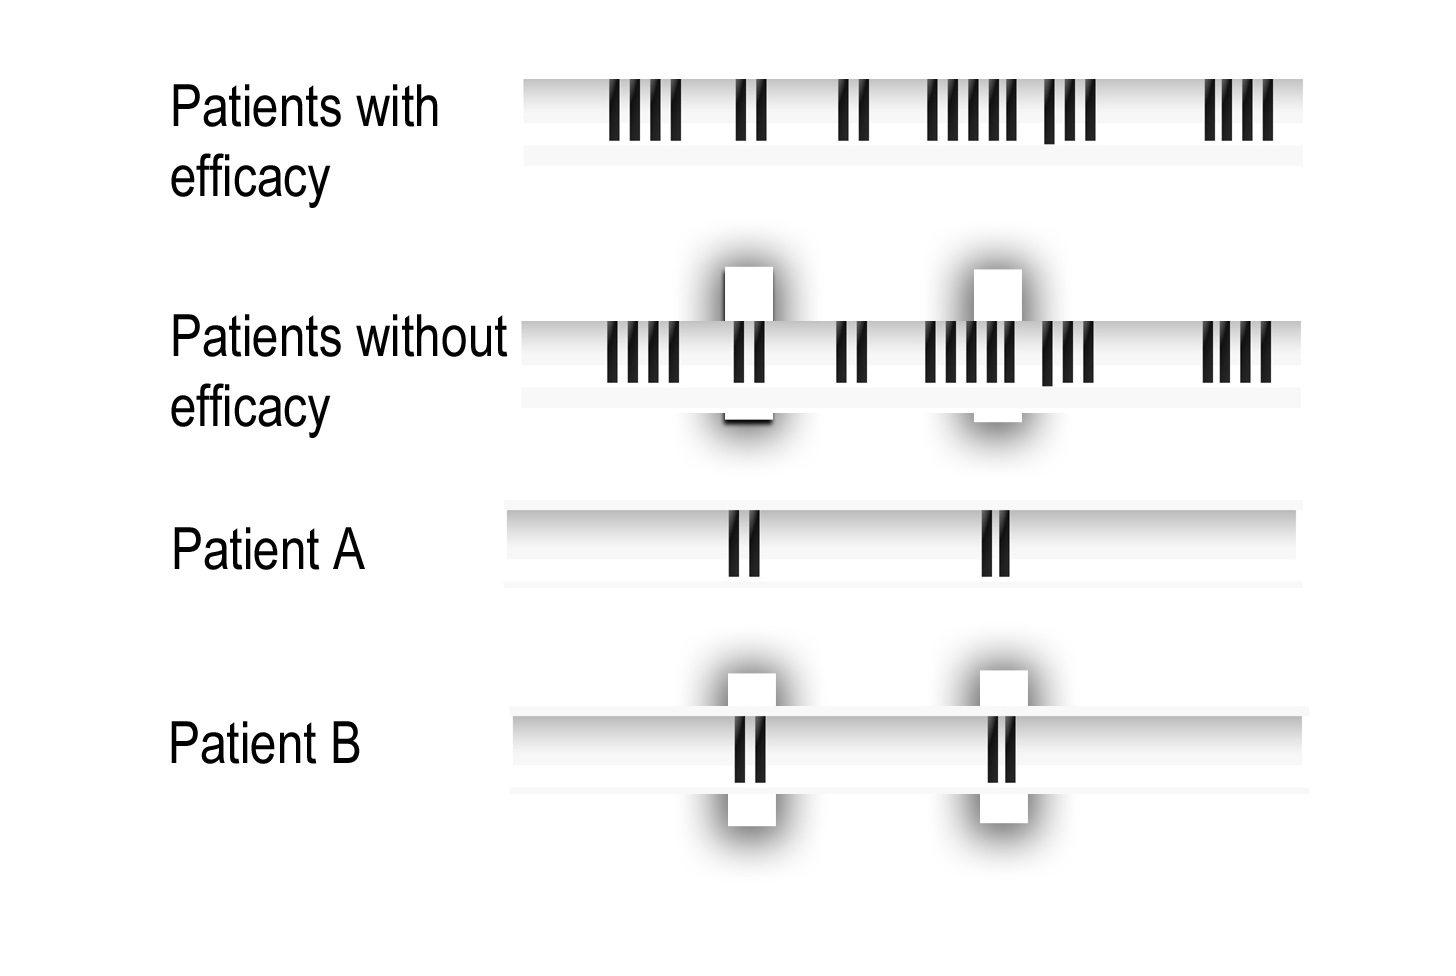 Patients with
efficacy
Patients without
efficacy
Patient A
Patient B